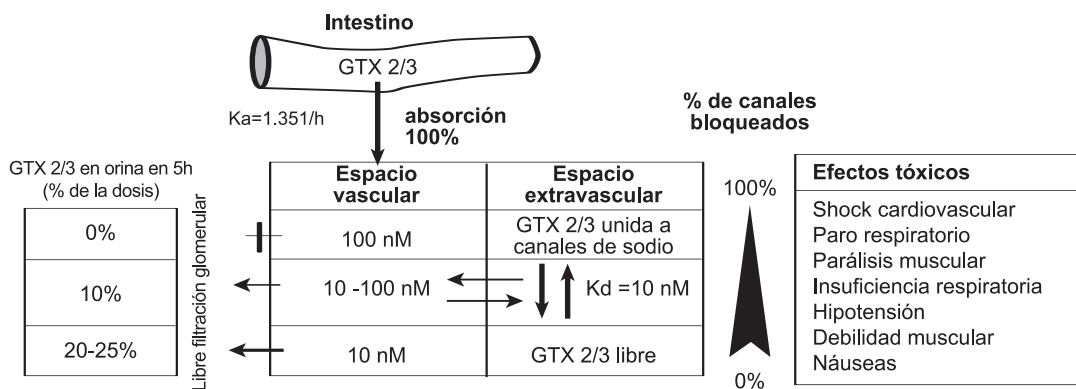 Intestino
GTX 2/3
Ka=1.351/h
absorción
100%
% de canales
bloqueados
GTX 2/3 en orina en 5h
(% de la dosis)
0%
10%
20-25%
Libre filtración glomerular
Espacio
vascular
Espacio
extravascular
100 nM
GTX 2/3 unida a
canales de sodio
10 -100 nM
Kd =10 nM
10 nM
GTX 2/3 libre
100%
0%
Efectos tóxicos
Shock cardiovascular
Paro respiratorio
Parálisis muscular
Insuficiencia respiratoria
Hipotensión
Debilidad muscular
Náuseas